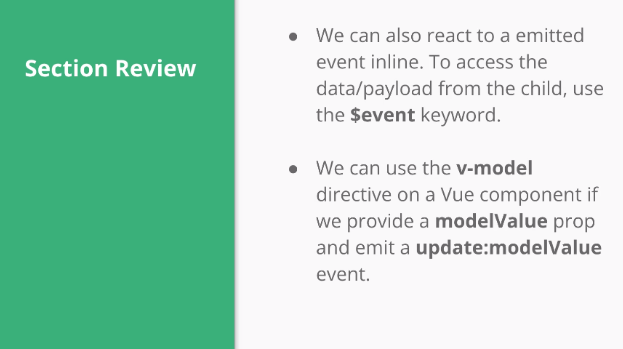 Section Review
● We can also react to a emitted
event inline. To access the
data/payload from the child, use
the $event keyword.
● We can use the v-model
directive on a Vue component if
we provide a modelValue prop
and emit a update:modelValue
event.